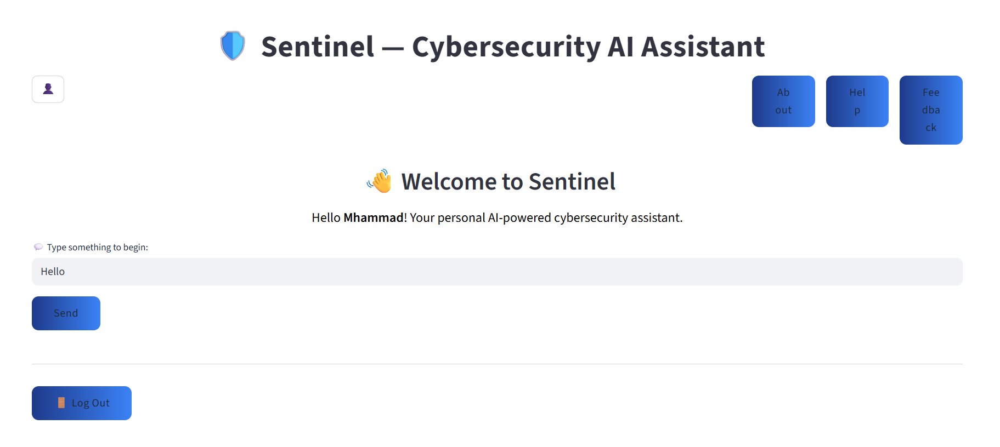 Sentinel — Cybersecurity AI Assistant
Ab
out
Hel
p
Fee
dba
ck
Welcome to Sentinel
Hello Mhammad! Your personal AI-powered cybersecurity assistant.
Type something to begin:
Hello
Send
Log Out